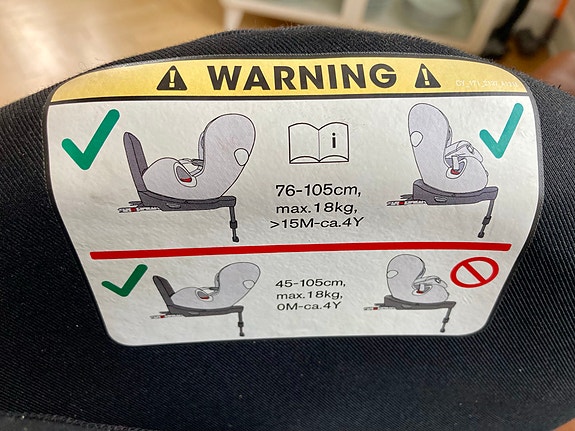 WARNING
i
76-105cm,
max.18kg,
>15M-ca.4Y
45-105cm,
max.18kg,
0M-ca.4Y